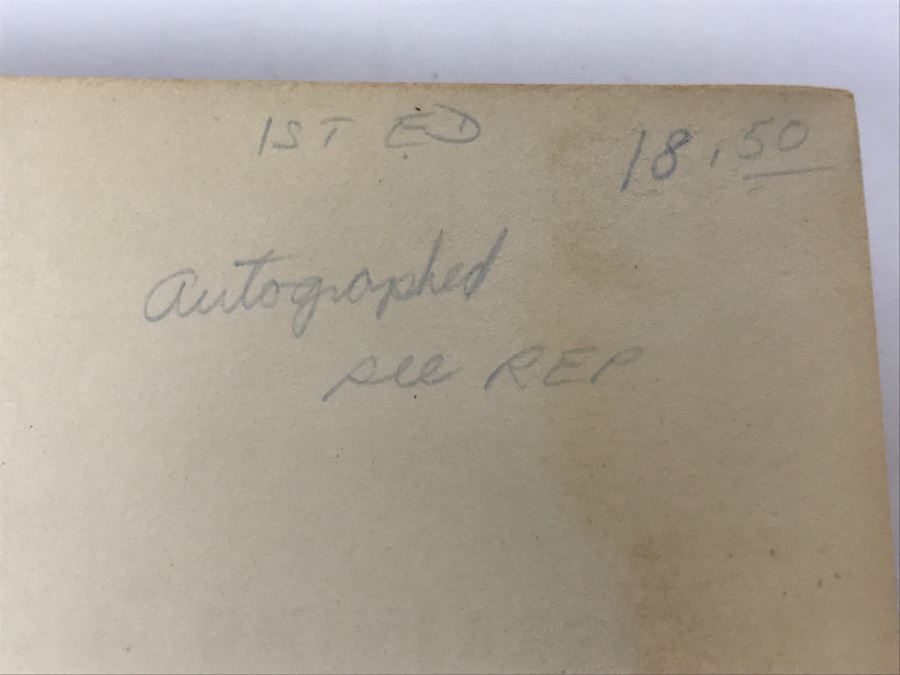 1ST ED 18.50
Autographed
see REP